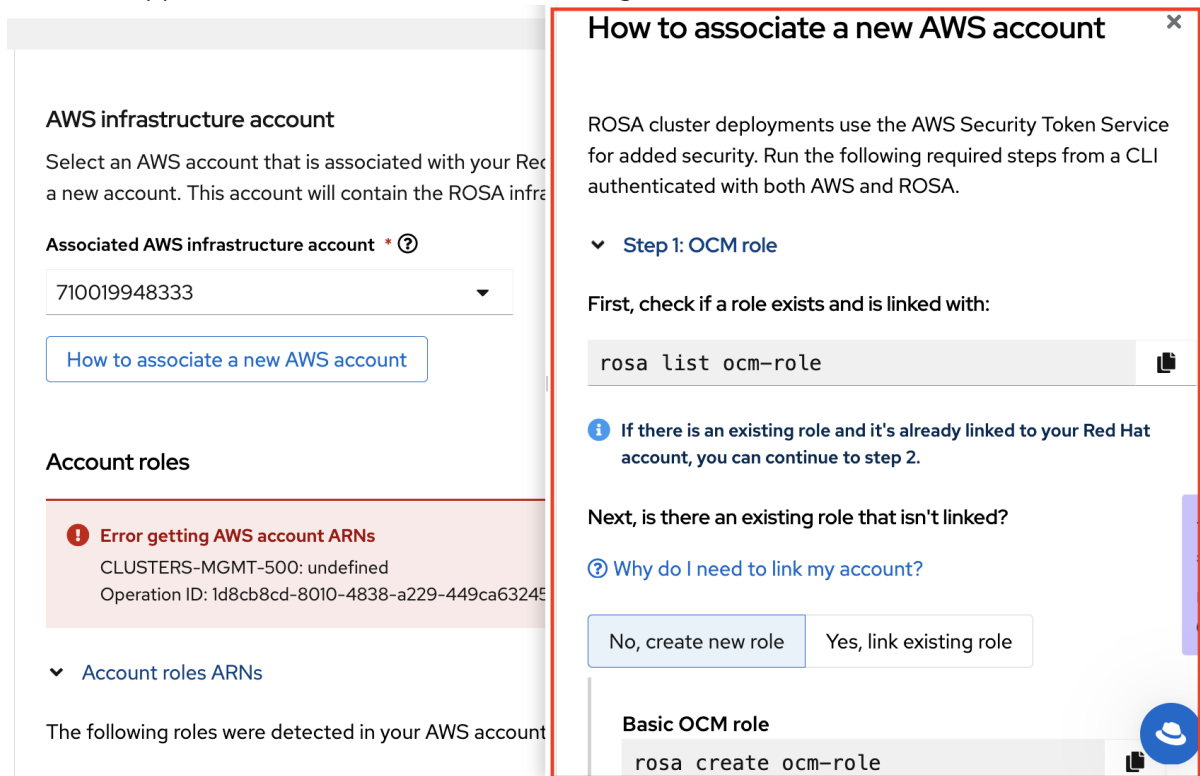 AWS infrastructure account
Select an AWS account that is associated with your Red
a new account. This account will contain the ROSA infra
Associated AWS infrastructure account *
710019948333
How to associate a new AWS account
Account roles
Error getting AWS account ARNs
CLUSTERS-MGMT-500: undefined
Operation ID: 1d8cb8cd-8010-4838-a229-449ca63245
Account roles ARNs
The following roles were detected in your AWS account
How to associate a new AWS account
ROSA cluster deployments use the AWS Security Token Service
for added security. Run the following required steps from a CLI
authenticated with both AWS and ROSA.
Step 1: OCM role
First, check if a role exists and is linked with:
rosa list ocm-role
If there is an existing role and it's already linked to your Red Hat
account, you can continue to step 2.
Next, is there an existing role that isn't linked?
Why do I need to link my account?
No, create new role
Yes, link existing role
Basic OCM role
rosa create ocm-role